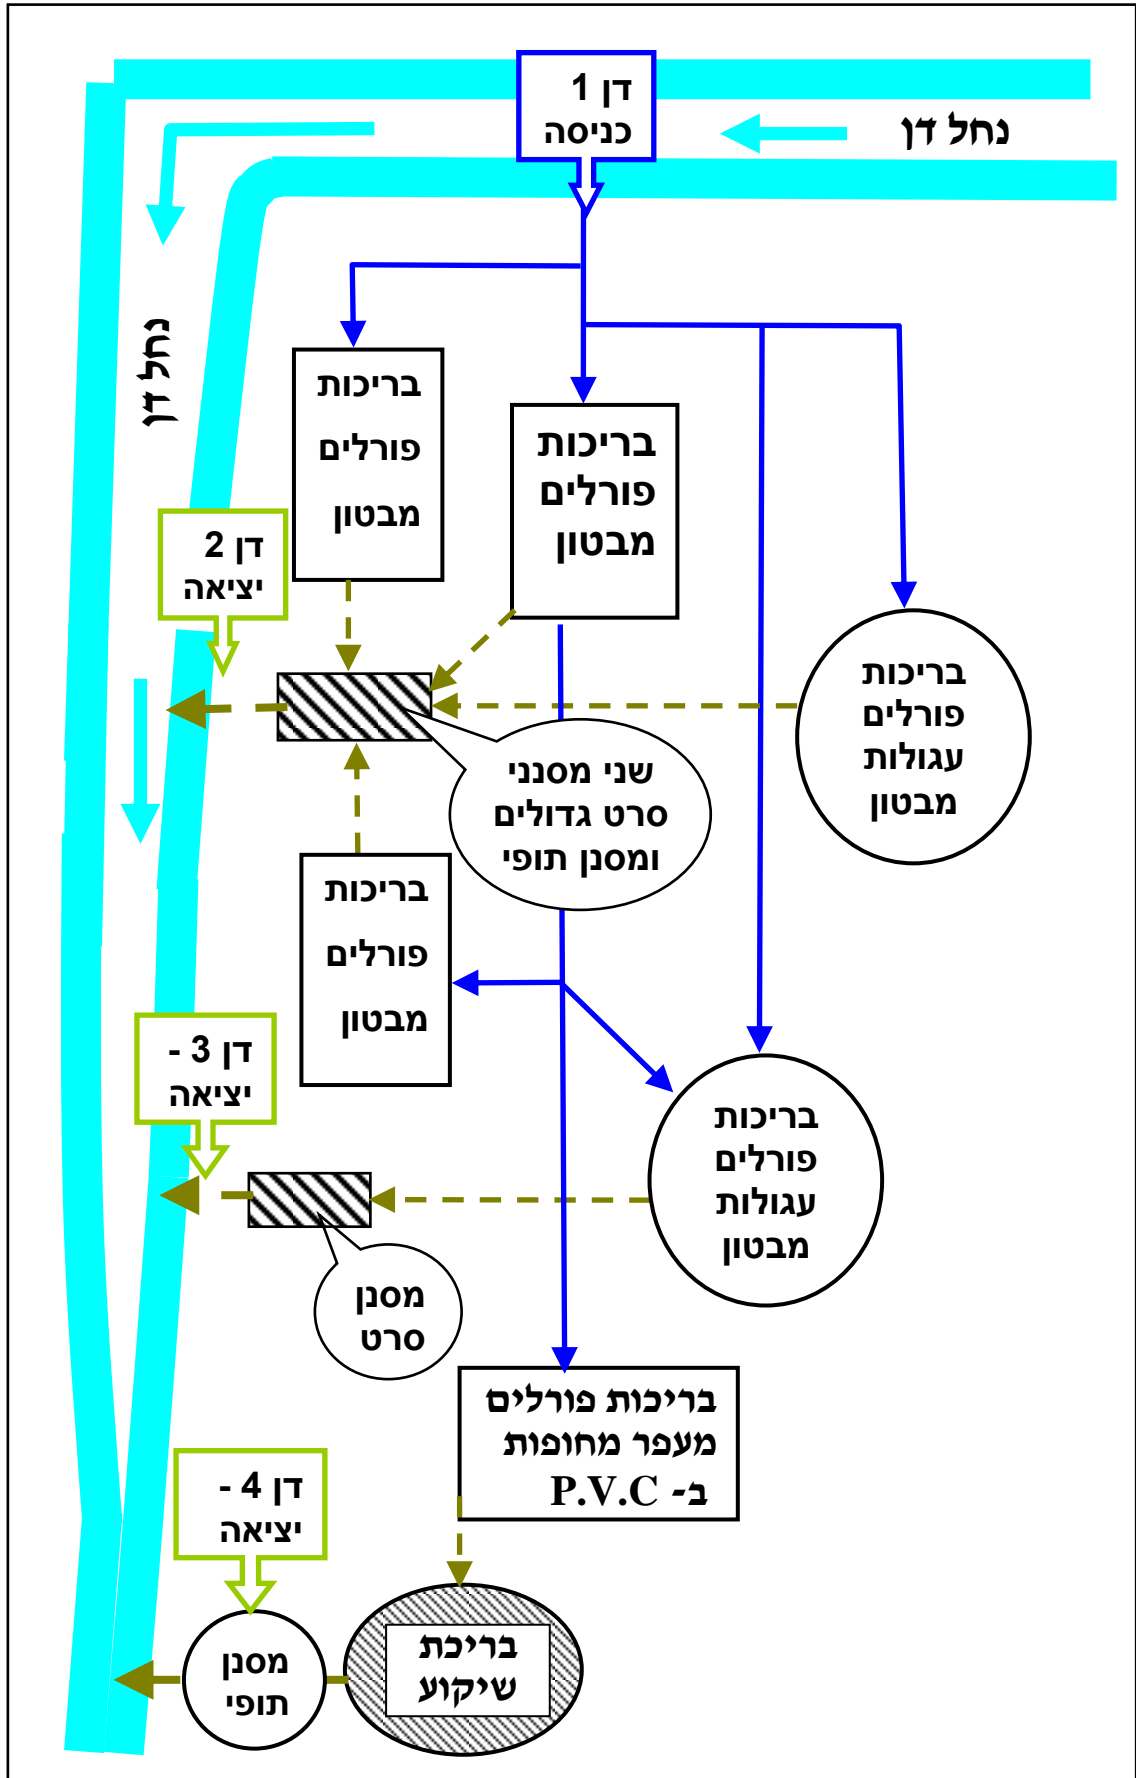 דן 1
כניסה
נחל דן
נחל דן
בריכות
פורלים
מבטון
בריכות
פורלים
מבטון
דן 2
יציאה
בריכות
פורלים
עגולות
מבטון
שני מסנני
סרט גדולים
ומסנן תופי
בריכות
פורלים
מבטון
דן 3 -
יציאה
בריכות
פורלים
עגולות
מבטון
מסנן
סרט
בריכות פורלים
מעפר מחופות
ב- P.V.C
דן 4 -
יציאה
מסנן
תופי
בריכת
שיקוע